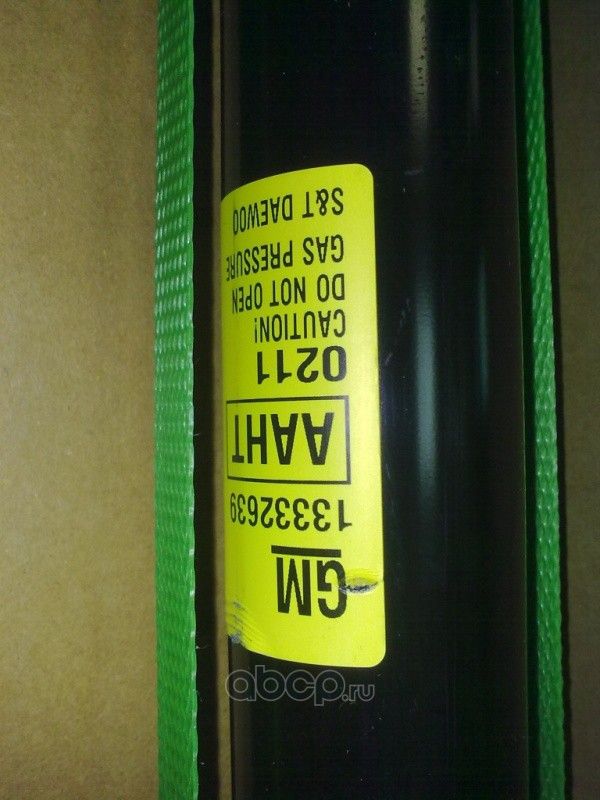 GM
13332639
AAHT
0211
CAUTION!
DO NOT OPEN
GAS PRESSURE
S&T DAEWOO
abcp.ru